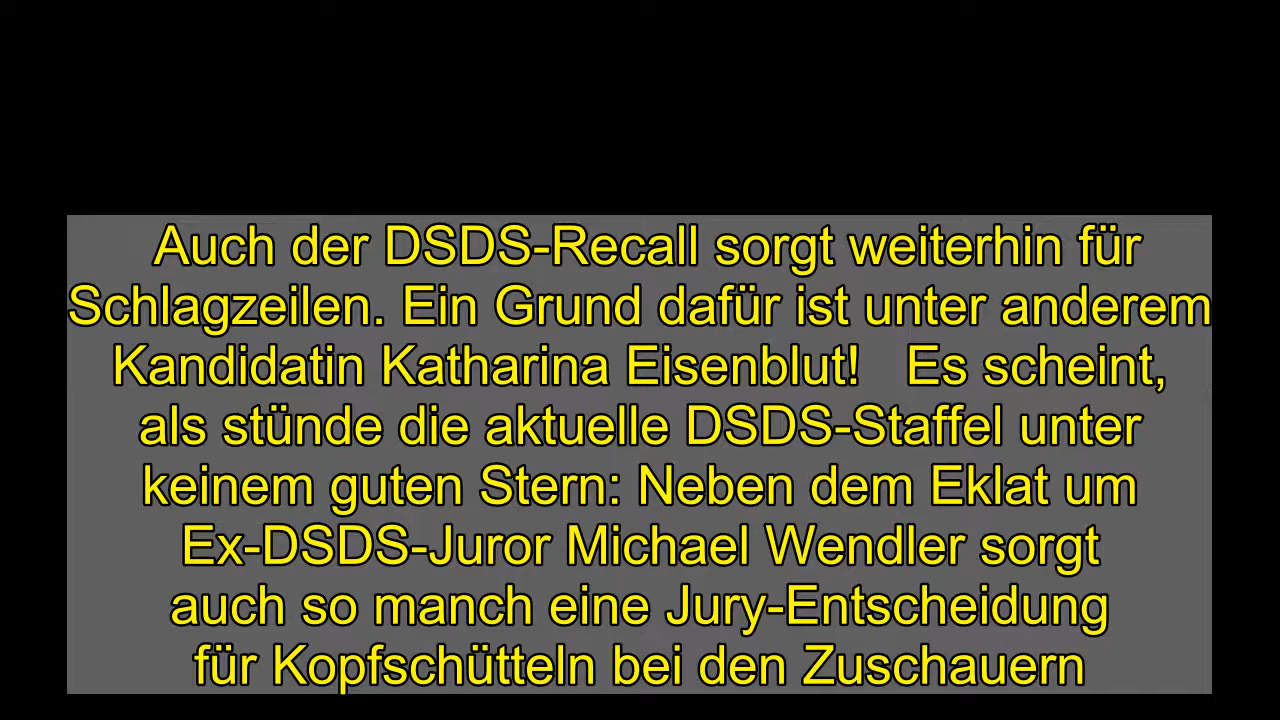 Auch der DSDS-Recall sorgt weiterhin für
Schlagzeilen. Ein Grund dafür ist unter anderem
Kandidatin Katharina Eisenblut!   Es scheint,
als stünde die aktuelle DSDS-Staffel unter
keinem guten Stern: Neben dem Eklat um
Ex-DSDS-Juror Michael Wendler sorgt
auch so manch eine Jury-Entscheidung
für Kopfschütteln bei den Zuschauern